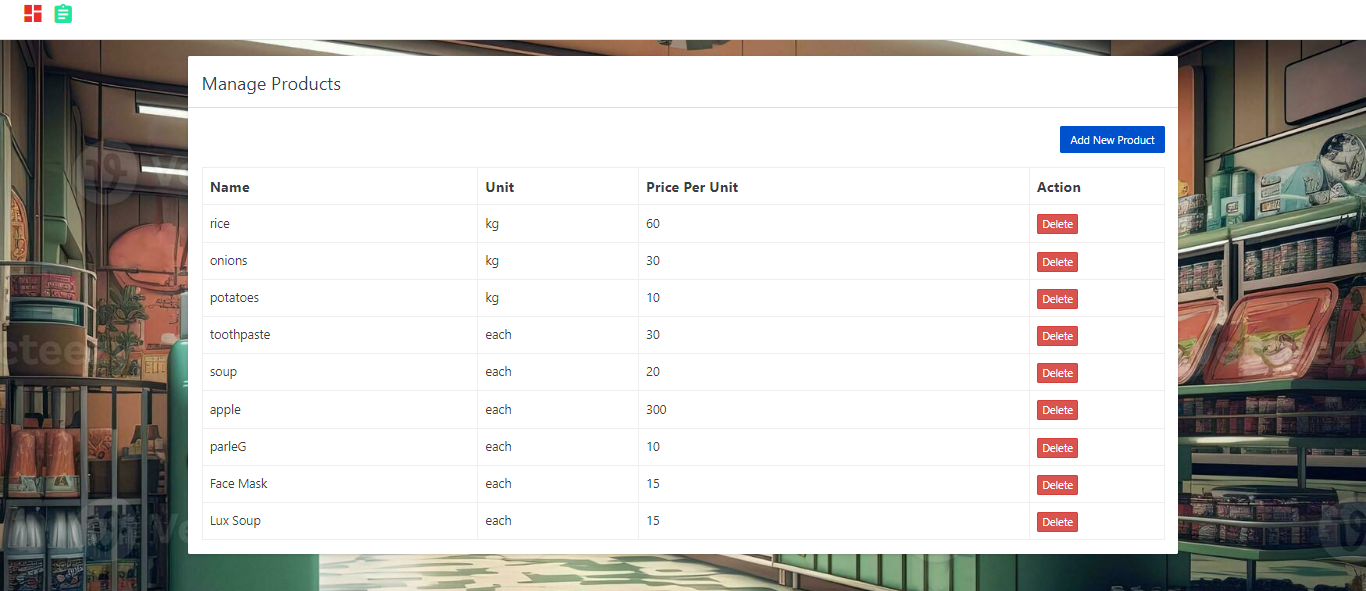 Manage Products
Add New Product
Name Unit Price Per Unit Action
rice kg 60 Delete
onions kg 30 Delete
potatoes kg 10 Delete
toothpaste each 30 Delete
soup each 20 Delete
apple each 300 Delete
parleG each 10 Delete
Face Mask each 15 Delete
Lux Soup each 15 Delete